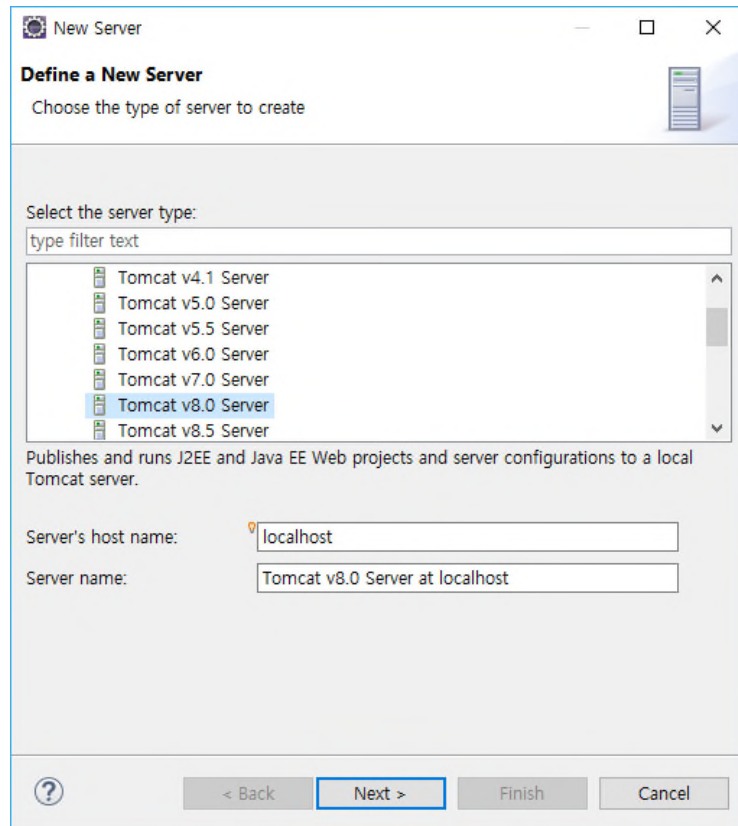 New Server
Define a New Server
Choose the type of server to create
Select the server type:
type filter text
Tomcat v4.1 Server
Tomcat v5.0 Server
Tomcat v5.5 Server
Tomcat v6.0 Server
Tomcat v7.0 Server
Tomcat v8.0 Server
Tomcat v8.5 Server
Publishes and runs J2EE and Java EE Web projects and server configurations to a local
Tomcat server.
Server's host name: localhost
Server name: Tomcat v8.0 Server at localhost
? < Back Next > Finish Cancel